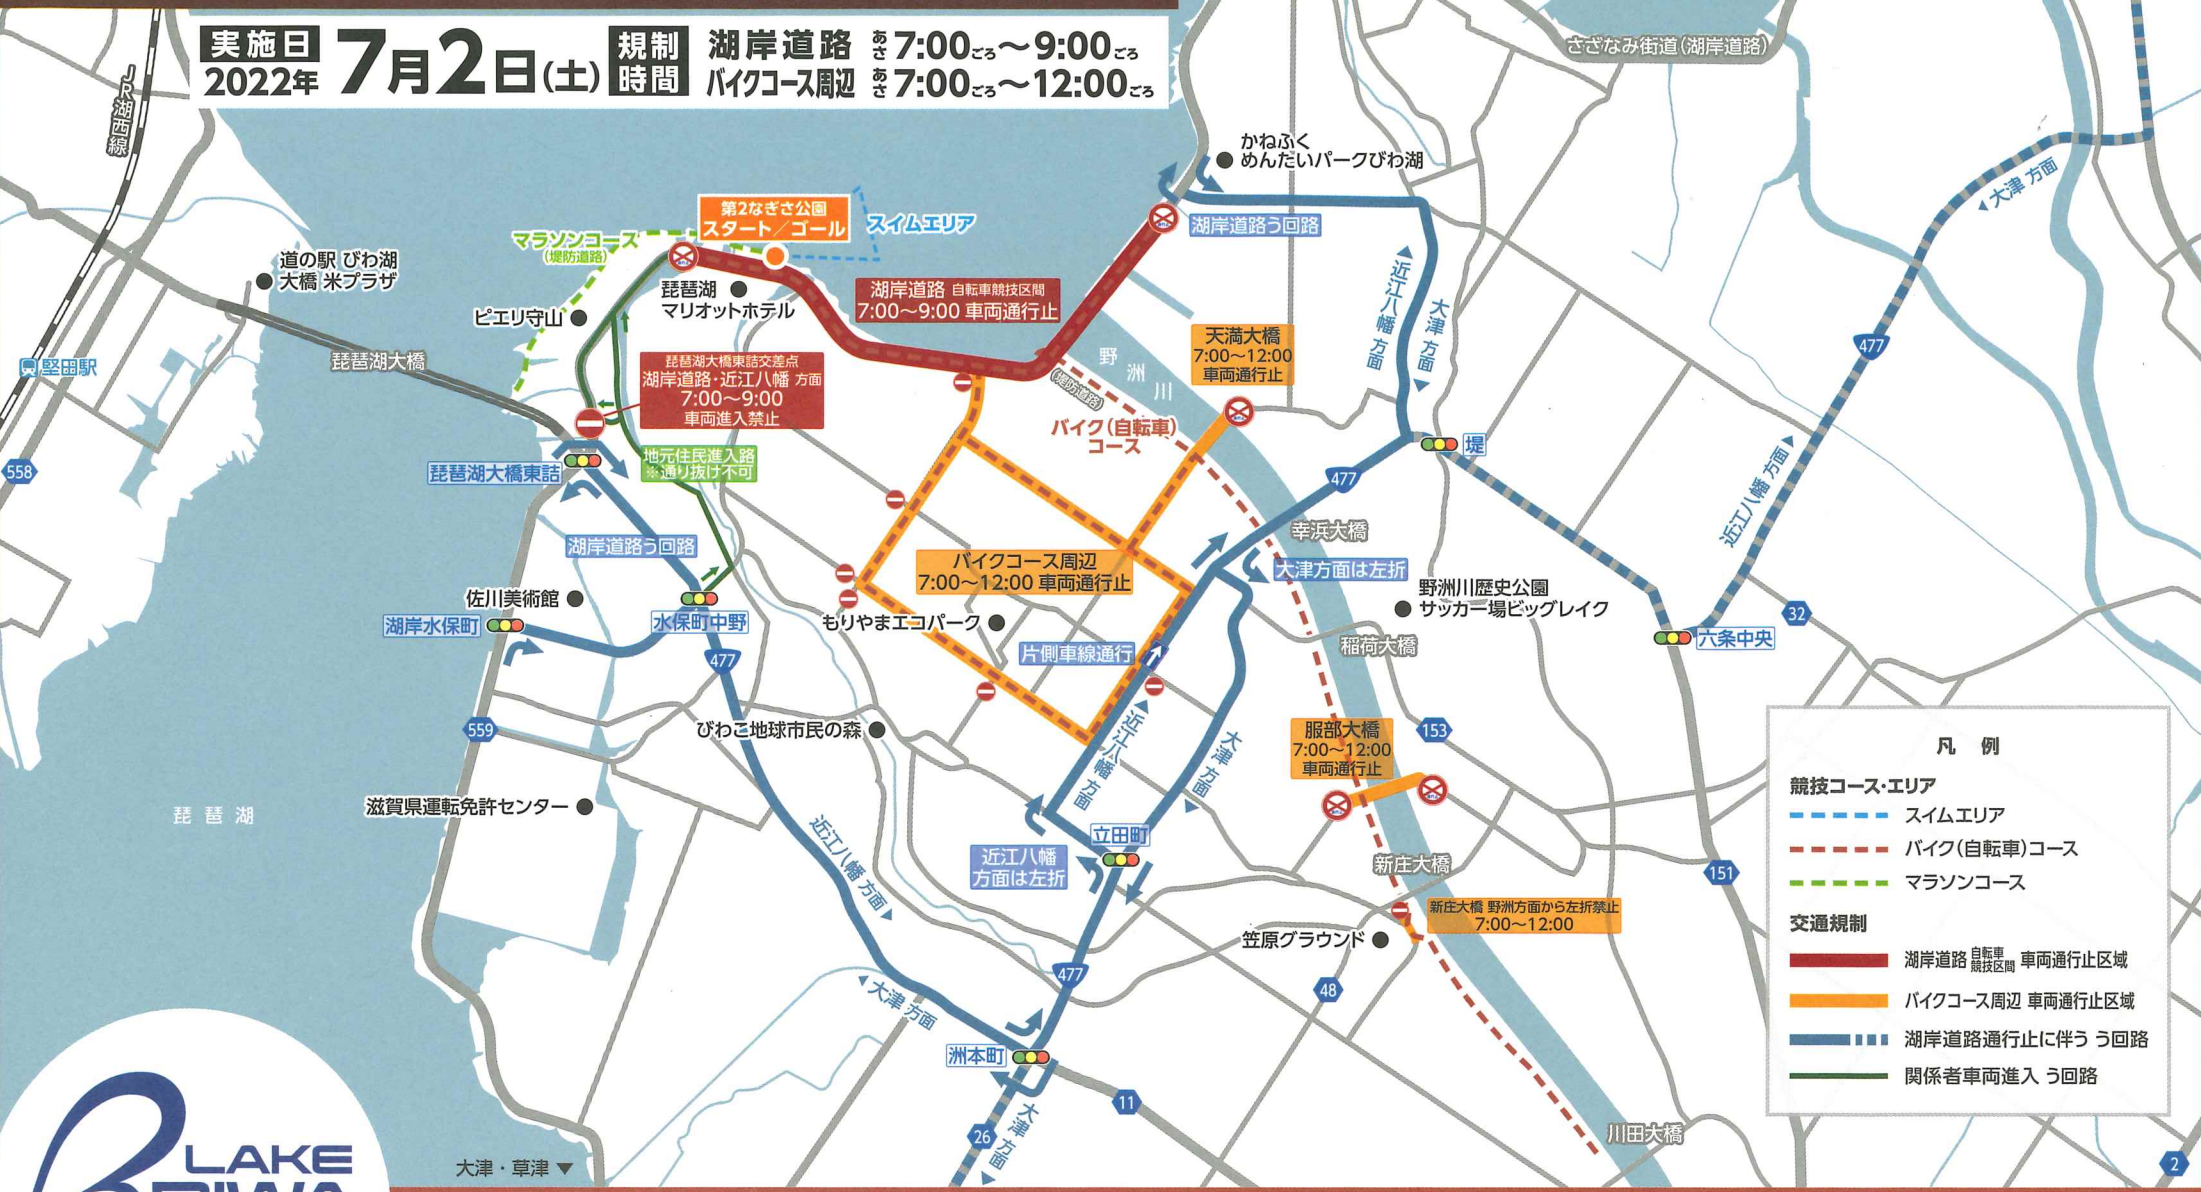 実施日
2022年
7月2日(土)
規制
時間
湖岸道路 あさ7:00ごろ〜9:00ごろ
バイクコース周辺 あさ7:00ごろ〜12:00ごろ
さざなみ街道(湖岸道路)
JR湖西線
かねふく
めんたいパークびわ湖
大津 方面
第2なぎさ公園
スタート/ゴール
スイムエリア
湖岸道路う回路
マラソンコース
(堤防道路)
道の駅 びわ湖
大橋 米プラザ
琵琶湖
マリオットホテル
湖岸道路 自転車競技区間
7:00〜9:00 車両通行止
ピエリ守山
近江八幡 方面
大津 方面
天満大橋
7:00〜12:00
車両通行止
477
堅田駅
琵琶湖大橋
琵琶湖大橋東詰交差点
湖岸道路・近江八幡 方面
7:00〜9:00
車両進入禁止
野洲川
(堤防道路)
バイク(自転車)
コース
堤
地元住民進入路
※通り抜け不可
558
琵琶湖大橋東詰
477
近江八幡 方面
幸浜大橋
湖岸道路う回路
バイクコース周辺
7:00〜12:00 車両通行止
大津方面は左折
佐川美術館
湖岸水保町
水保町中野
もりやまエコパーク
野洲川歴史公園
サッカー場ビッグレイク
32
六条中央
稲荷大橋
片側車線通行
477
559
びわこ地球市民の森
近江八幡 方面
大津 方面
服部大橋
7:00〜12:00
車両通行止
153
琵琶湖
滋賀県運転免許センター
近江八幡 方面
立田町
近江八幡
方面は左折
新庄大橋
151
新庄大橋 野洲方面から左折禁止
7:00〜12:00
笠原グラウンド
477
48
大津 方面
洲本町
11
26
大津 方面
川田大橋
2
大津・草津▼
LAKE
BIWA
凡 例
競技コース・エリア
スイムエリア
バイク(自転車)コース
マラソンコース
交通規制
湖岸道路 自転車競技区間 車両通行止区域
バイクコース周辺 車両通行止区域
湖岸道路通行止に伴う う回路
関係者車両進入 う回路